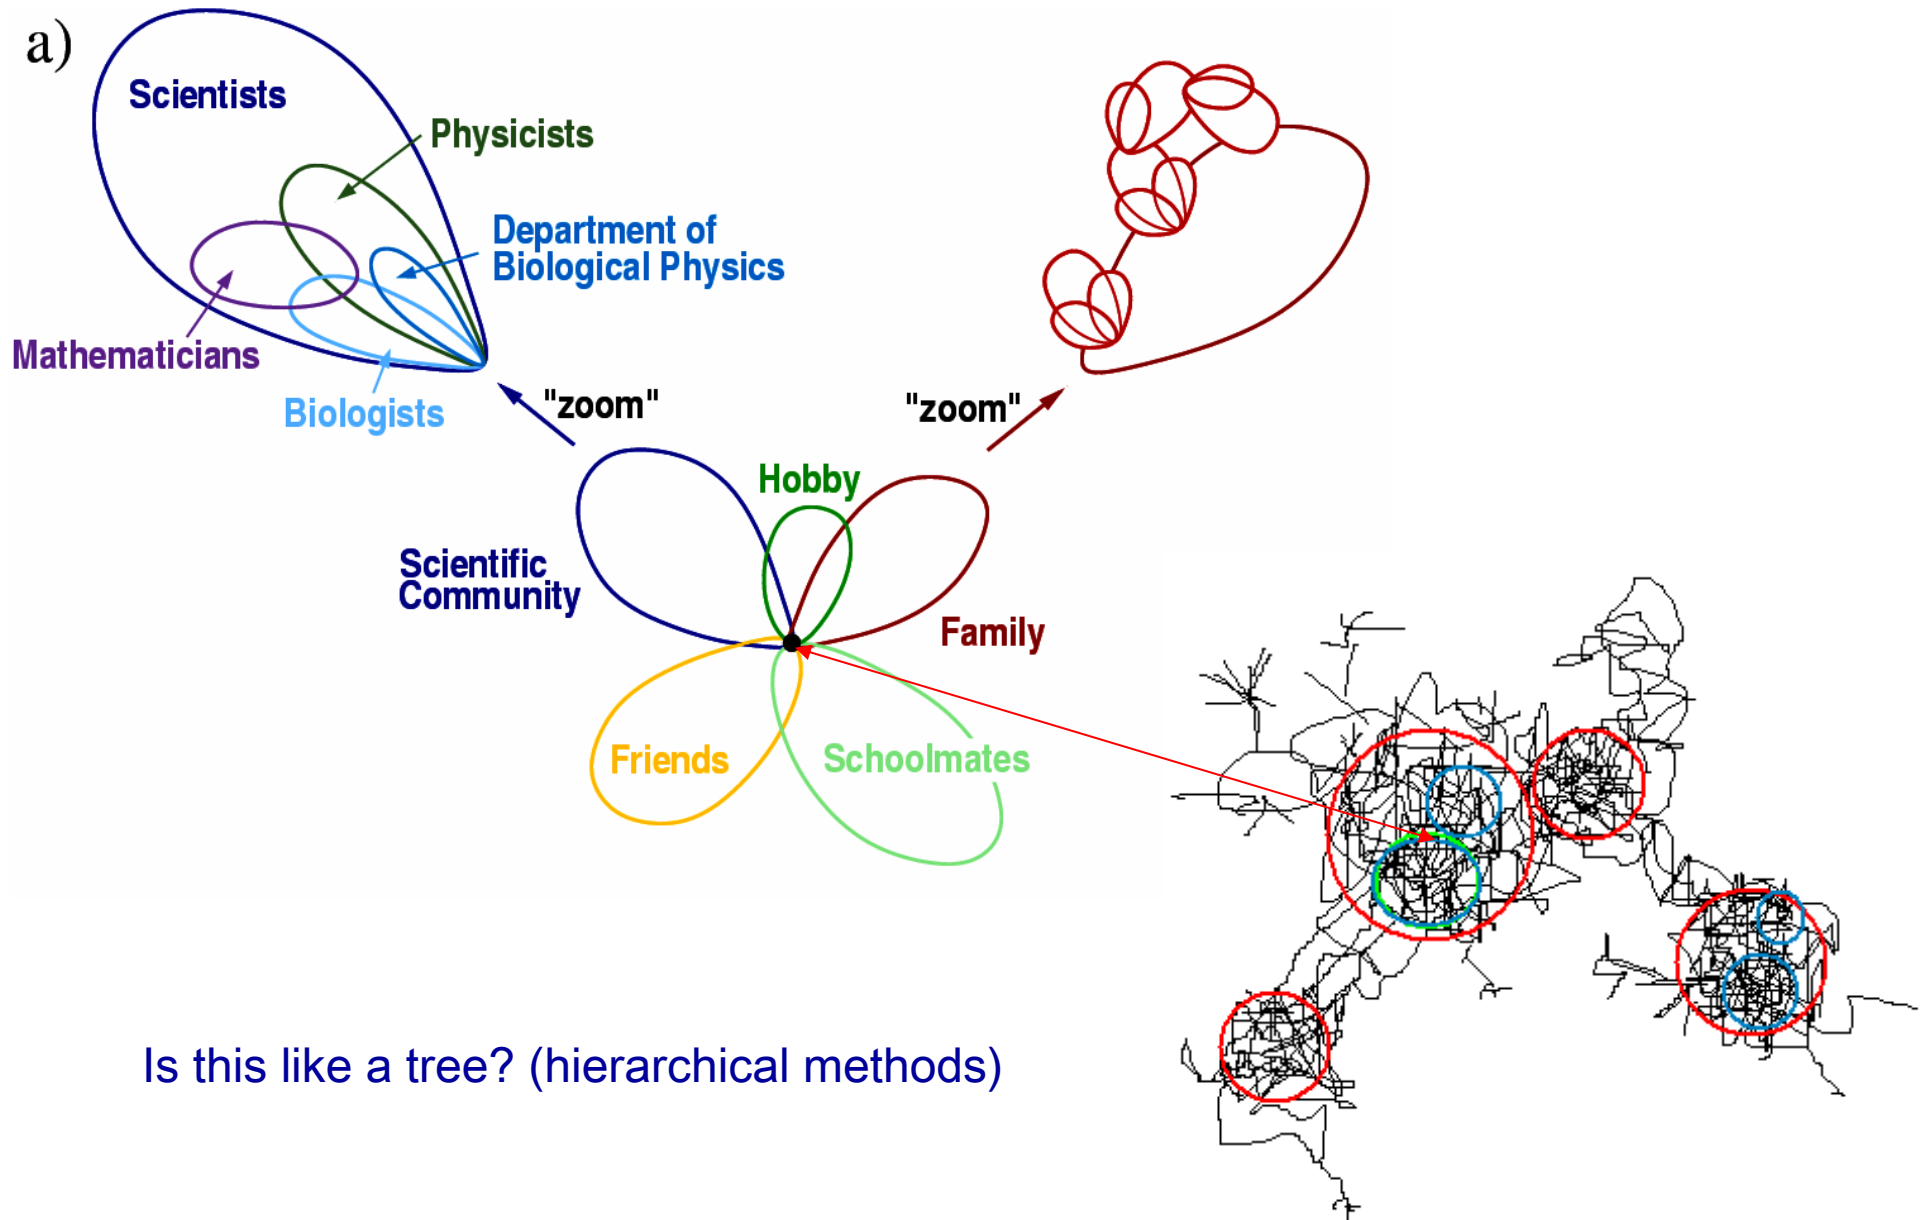 a)
Scientists
Physicists
Department of
Biological Physics
Mathematicians
Biologists
"zoom"
"zoom"
Hobby
Scientific
Community
Family
Friends
Schoolmates
Is this like a tree? (hierarchical methods)